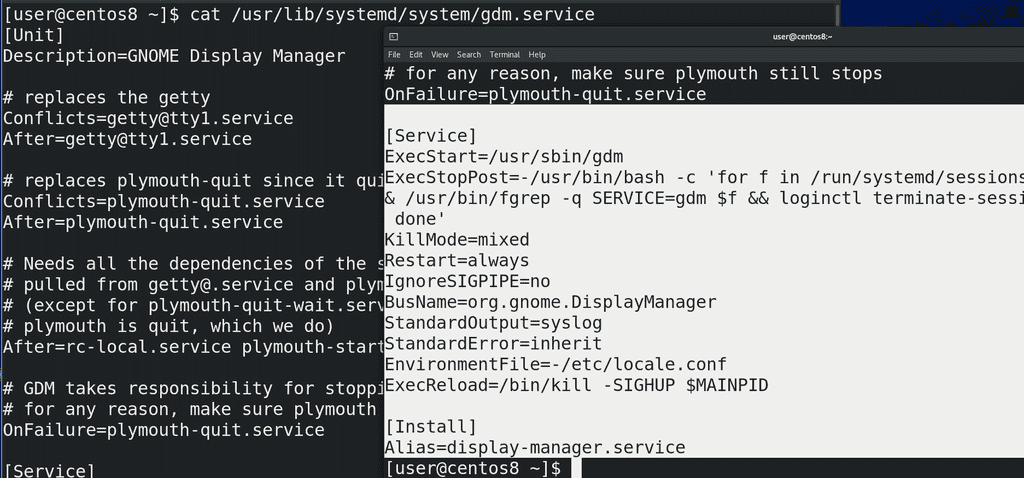 [user@centos8 ~]$ cat /usr/lib/systemd/system/gdm.service
[Unit]
Description=GNOME Display Manager

# replaces the getty
Conflicts=getty@tty1.service
After=getty@tty1.service

# replaces plymouth-quit since it qui
Conflicts=plymouth-quit.service
After=plymouth-quit.service

# Needs all the dependencies of the s
# pulled from getty@.service and plym
# (except for plymouth-quit-wait.serv
# plymouth is quit, which we do)
After=rc-local.service plymouth-start

# GDM takes responsibility for stoppi
# for any reason, make sure plymouth
OnFailure=plymouth-quit.service

[Service]
user@centos8:~
File Edit View Search Terminal Help
# for any reason, make sure plymouth still stops
OnFailure=plymouth-quit.service

[Service]
ExecStart=/usr/sbin/gdm
ExecStopPost=-/usr/bin/bash -c 'for f in /run/systemd/sessions
& /usr/bin/fgrep -q SERVICE=gdm $f && loginctl terminate-sessi
 done'
KillMode=mixed
Restart=always
IgnoreSIGPIPE=no
BusName=org.gnome.DisplayManager
StandardOutput=syslog
StandardError=inherit
EnvironmentFile=-/etc/locale.conf
ExecReload=/bin/kill -SIGHUP $MAINPID

[Install]
Alias=display-manager.service
[user@centos8 ~]$